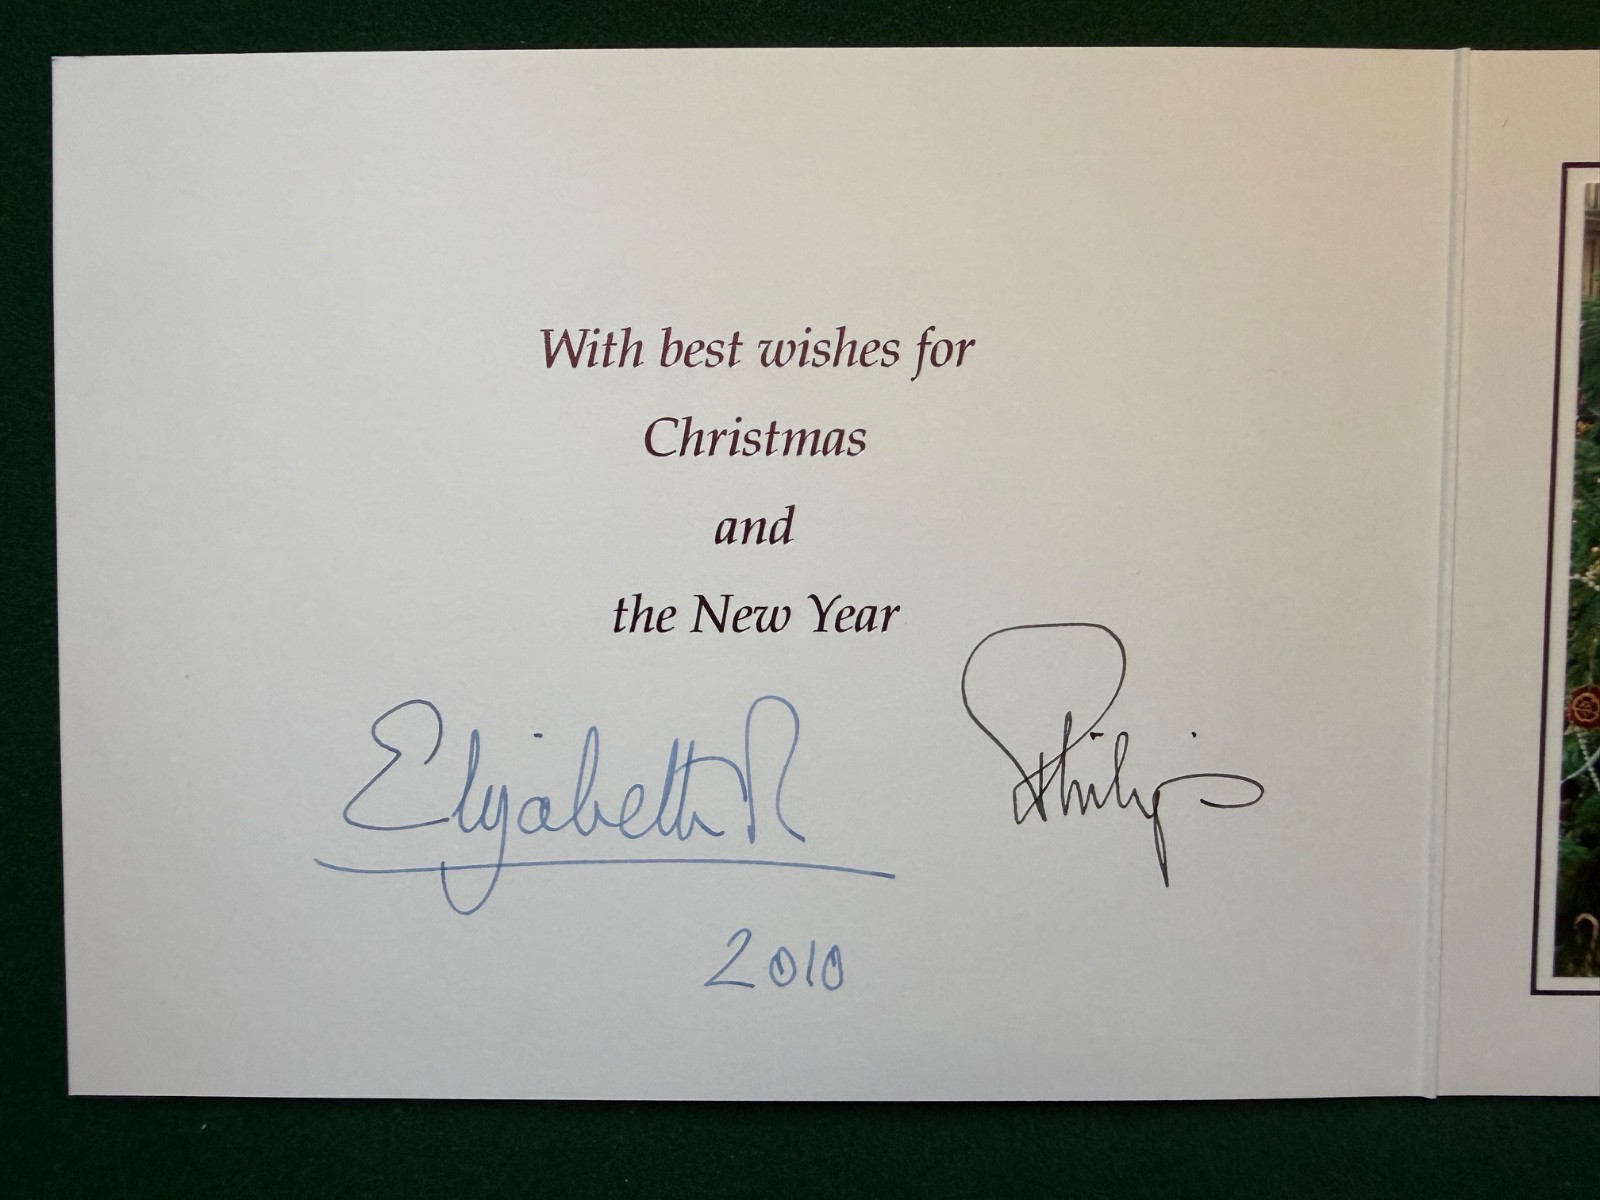 With best wishes for
Christmas
and
the New Year
Elizabeth R
Philip
2010